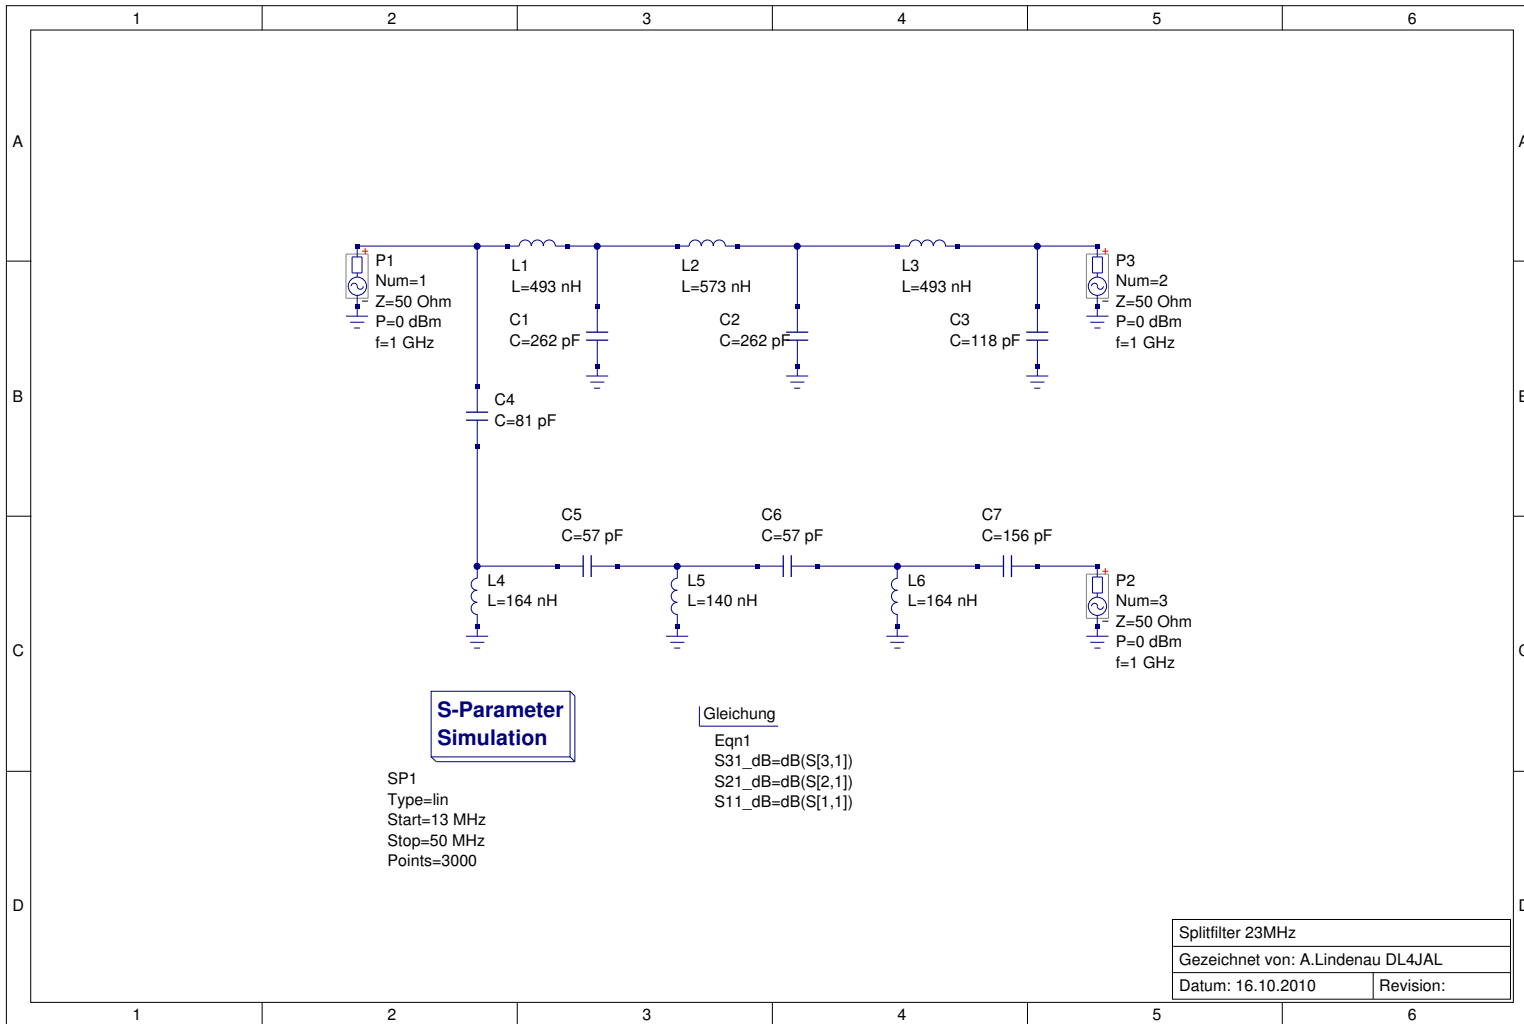 1 2 3 4 5 6
A
A
P1
Num=1
Z=50 Ohm
P=0 dBm
f=1 GHz
L1
L=493 nH
L2
L=573 nH
L3
L=493 nH
P3
Num=2
Z=50 Ohm
P=0 dBm
f=1 GHz
C1
C=262 pF
C2
C=262 pF
C3
C=118 pF
B
C4
C=81 pF
C5
C=57 pF
C6
C=57 pF
C7
C=156 pF
L4
L=164 nH
L5
L=140 nH
L6
L=164 nH
P2
Num=3
Z=50 Ohm
P=0 dBm
f=1 GHz
C
S-Parameter
Simulation
SP1
Type=lin
Start=13 MHz
Stop=50 MHz
Points=3000
Gleichung
Eqn1
S31_dB=dB(S[3,1])
S21_dB=dB(S[2,1])
S11_dB=dB(S[1,1])
D
Splitfilter 23MHz
Gezeichnet von: A.Lindenau DL4JAL
Datum: 16.10.2010
Revision:
1 2 3 4 5 6